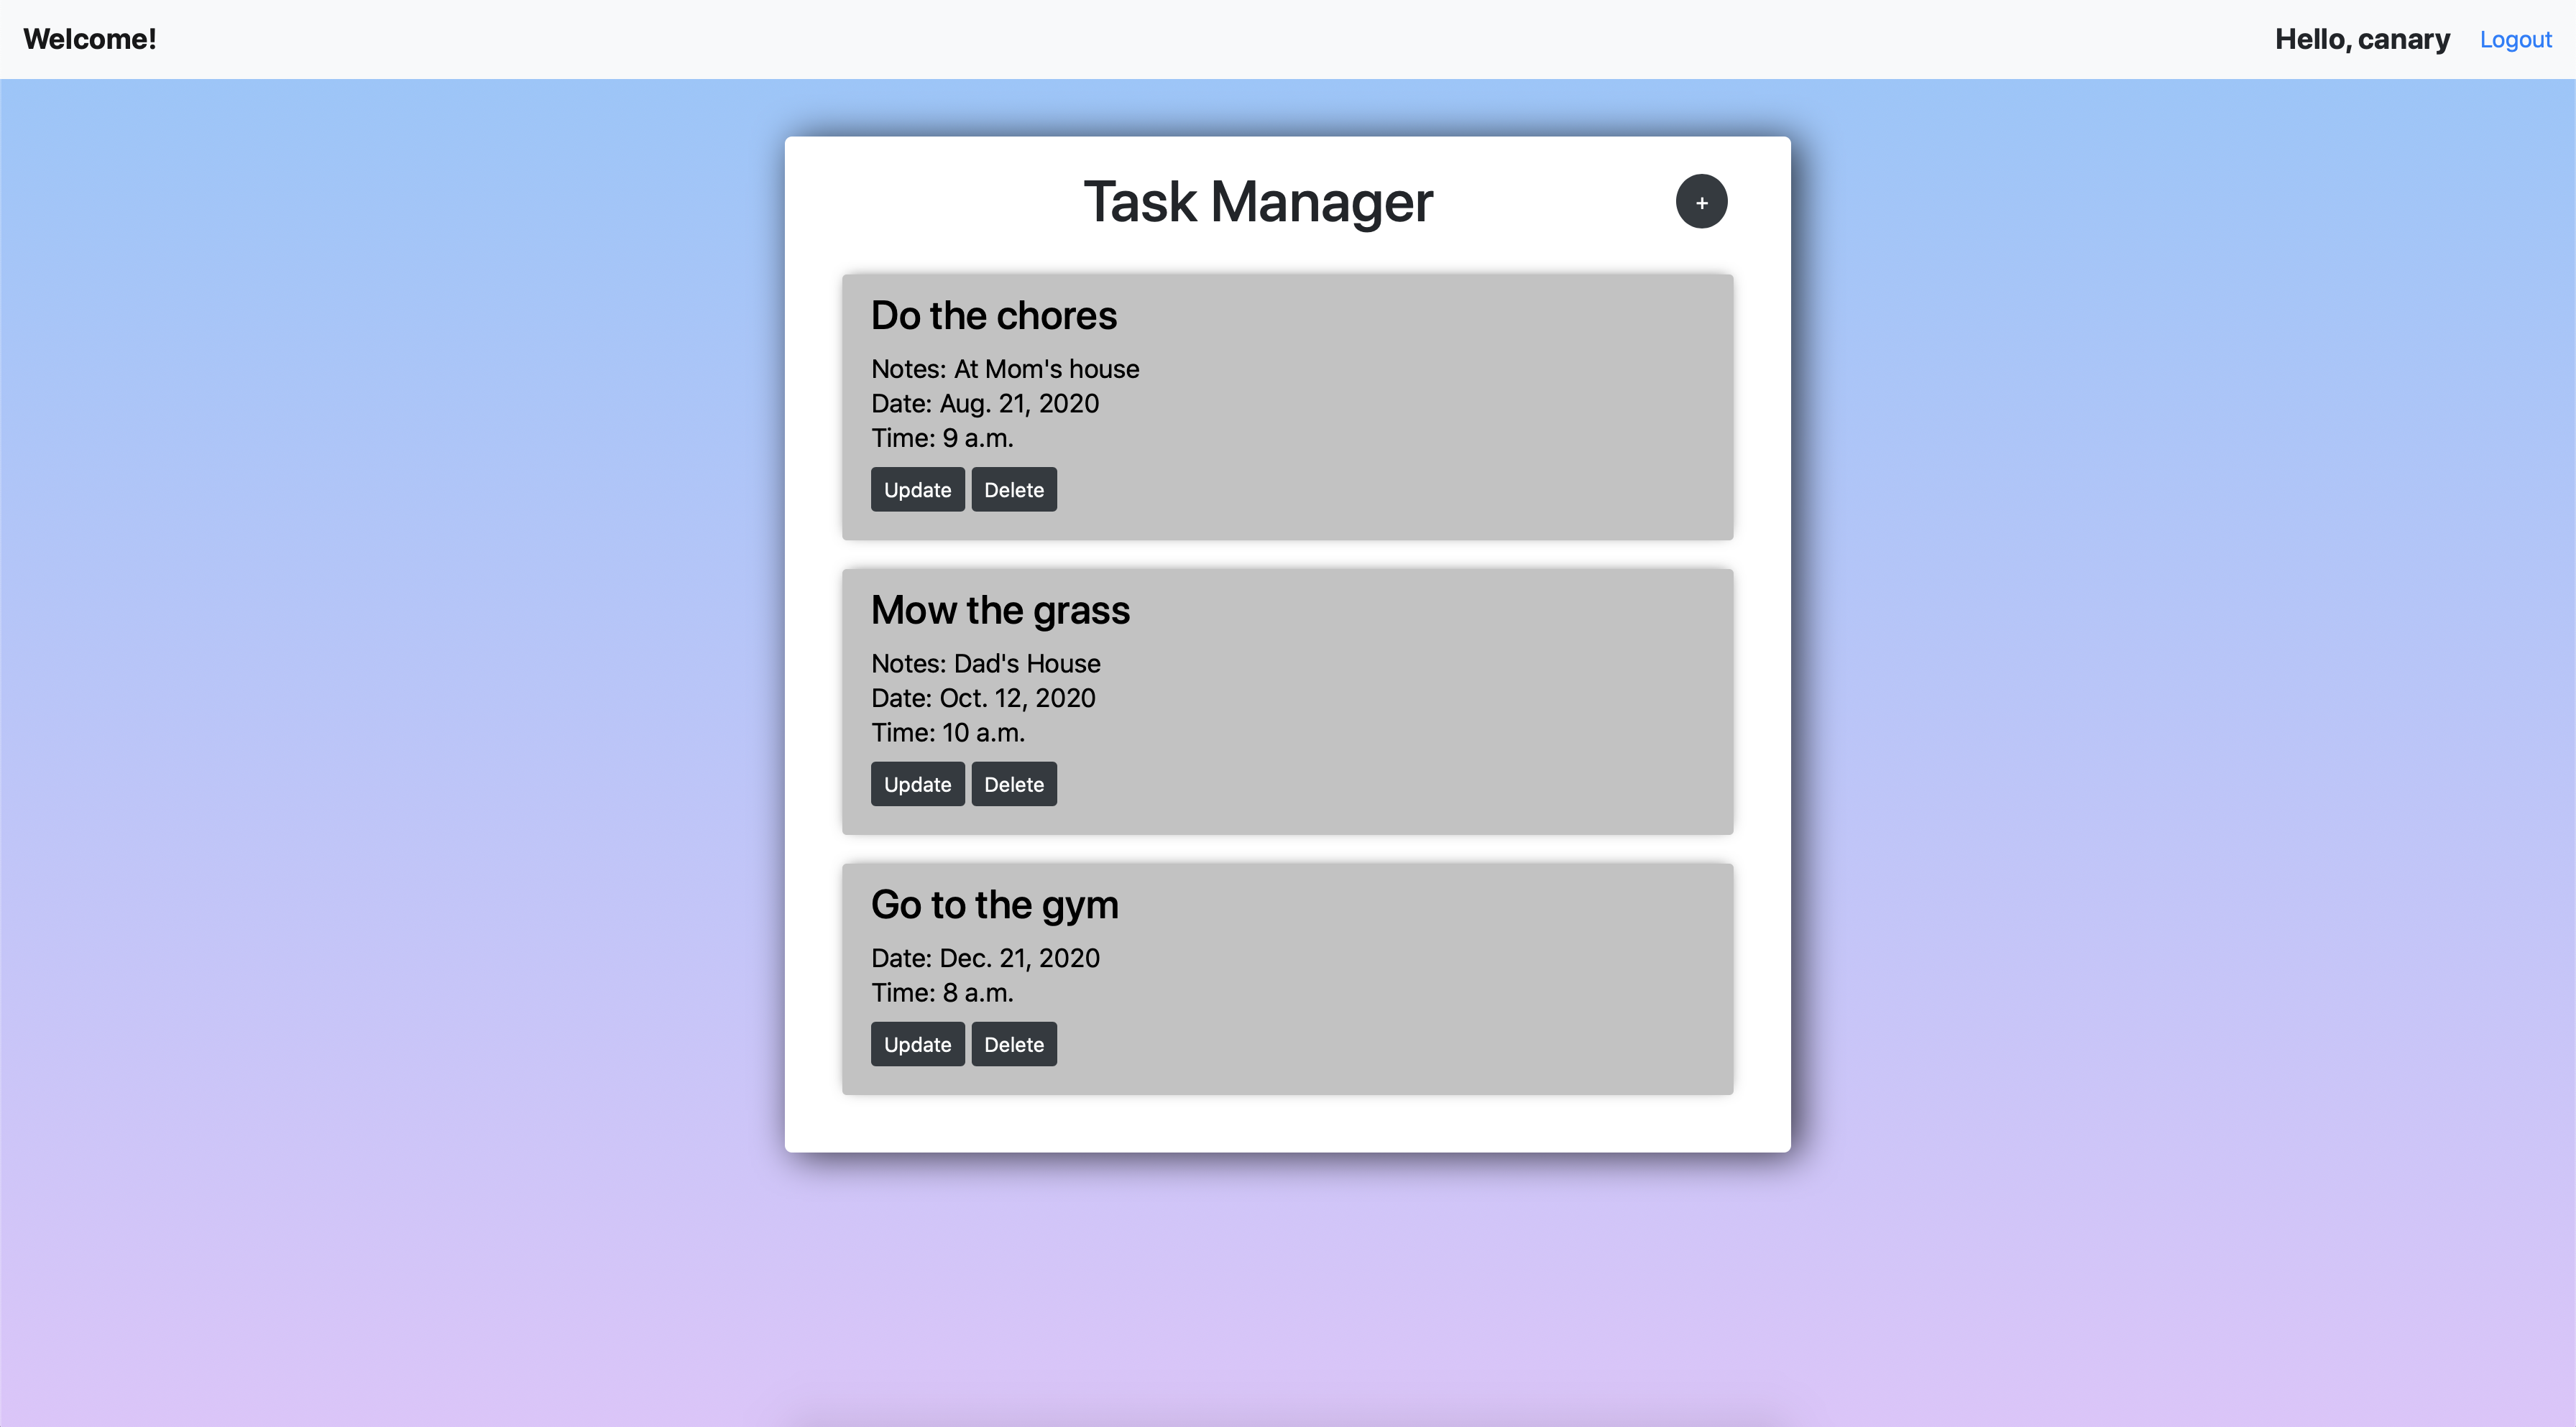 Welcome!
Hello, canary
Logout
Task Manager
+
Do the chores
Notes: At Mom's house
Date: Aug. 21, 2020
Time: 9 a.m.
Update Delete
Mow the grass
Notes: Dad's House
Date: Oct. 12, 2020
Time: 10 a.m.
Update Delete
Go to the gym
Date: Dec. 21, 2020
Time: 8 a.m.
Update Delete